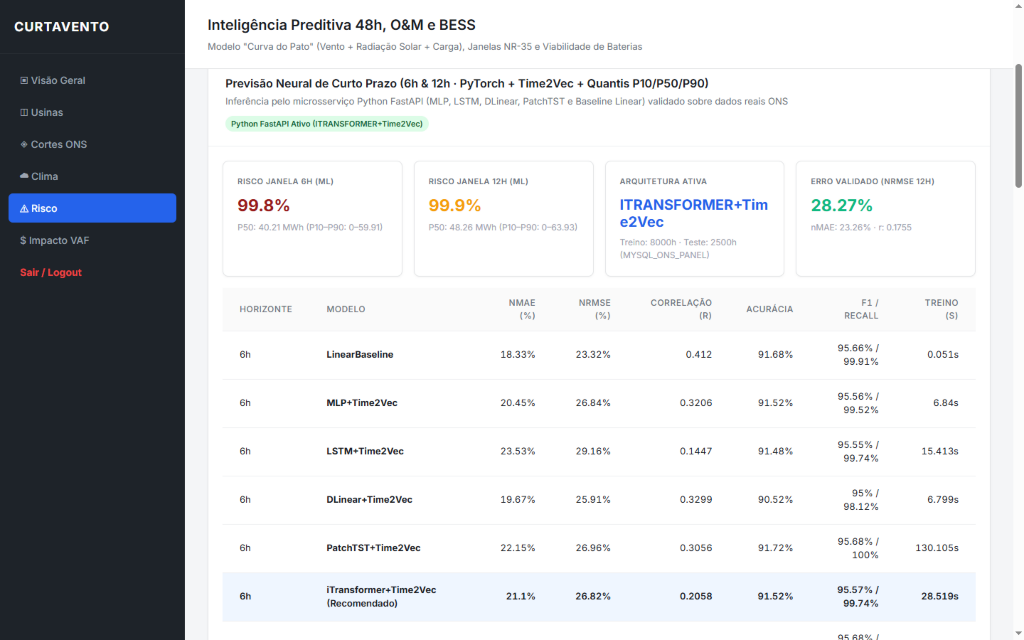 CURTAVENTO
Visão Geral
Usinas
Cortes ONS
Clima
Risco
$ Impacto VAF
Sair / Logout
Inteligência Preditiva 48h, O&M e BESS
Modelo "Curva do Pato" (Vento + Radiação Solar + Carga), Janelas NR-35 e Viabilidade de Baterias
Previsão Neural de Curto Prazo (6h & 12h · PyTorch + Time2Vec + Quantis P10/P50/P90)
Inferência pelo microsserviço Python FastAPI (MLP, LSTM, DLinear, PatchTST e Baseline Linear) validado sobre dados reais ONS
Python FastAPI Ativo (ITRANSFORMER+Time2Vec)
RISCO JANELA 6H (ML)
99.8%
P50: 40.21 MWh (P10–P90: 0–59.91)
RISCO JANELA 12H (ML)
99.9%
P50: 48.26 MWh (P10–P90: 0–63.93)
ARQUITETURA ATIVA
ITRANSFORMER+Tim
e2Vec
Treino: 8000h · Teste: 2500h
(MYSQL_ONS_PANEL)
ERRO VALIDADO (NRMSE 12H)
28.27%
nMAE: 23.26% · r: 0.1755
HORIZONTE MODELO NMAE (%) NRMSE (%) CORRELAÇÃO (R) ACURÁCIA F1 / RECALL TREINO (S)
6h LinearBaseline 18.33% 23.32% 0.412 91.68% 95.66% / 99.91% 0.051s
6h MLP+Time2Vec 20.45% 26.84% 0.3206 91.52% 95.56% / 99.52% 6.84s
6h LSTM+Time2Vec 23.53% 29.16% 0.1447 91.48% 95.55% / 99.74% 15.413s
6h DLinear+Time2Vec 19.67% 25.91% 0.3299 90.52% 95% / 98.12% 6.799s
6h PatchTST+Time2Vec 22.15% 26.96% 0.3056 91.72% 95.68% / 100% 130.105s
6h iTransformer+Time2Vec (Recomendado) 21.1% 26.82% 0.2058 91.52% 95.57% / 99.74% 28.519s
95.68% /